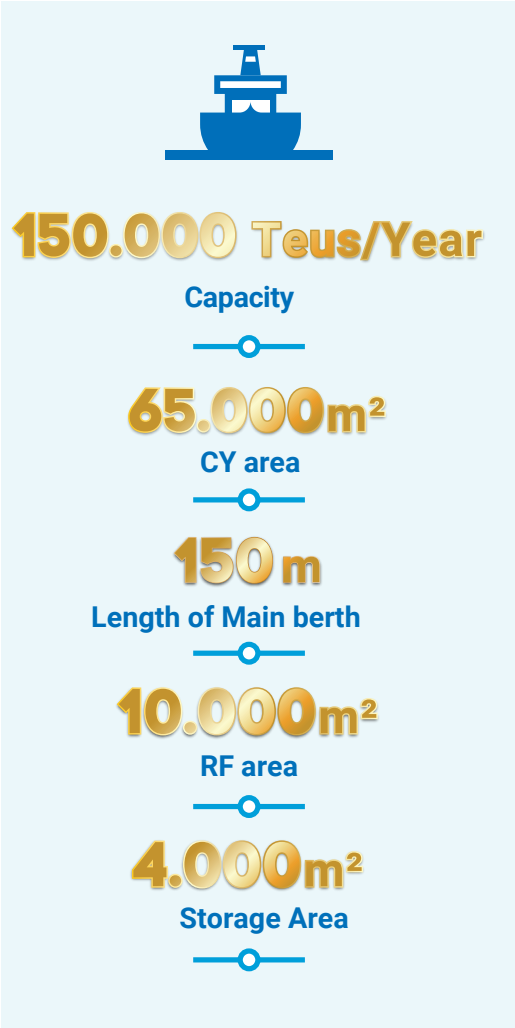 150.000 Teus/Year
Capacity
65.000m²
CY area
150 m
Length of Main berth
10.000m²
RF area
4.000m²
Storage Area